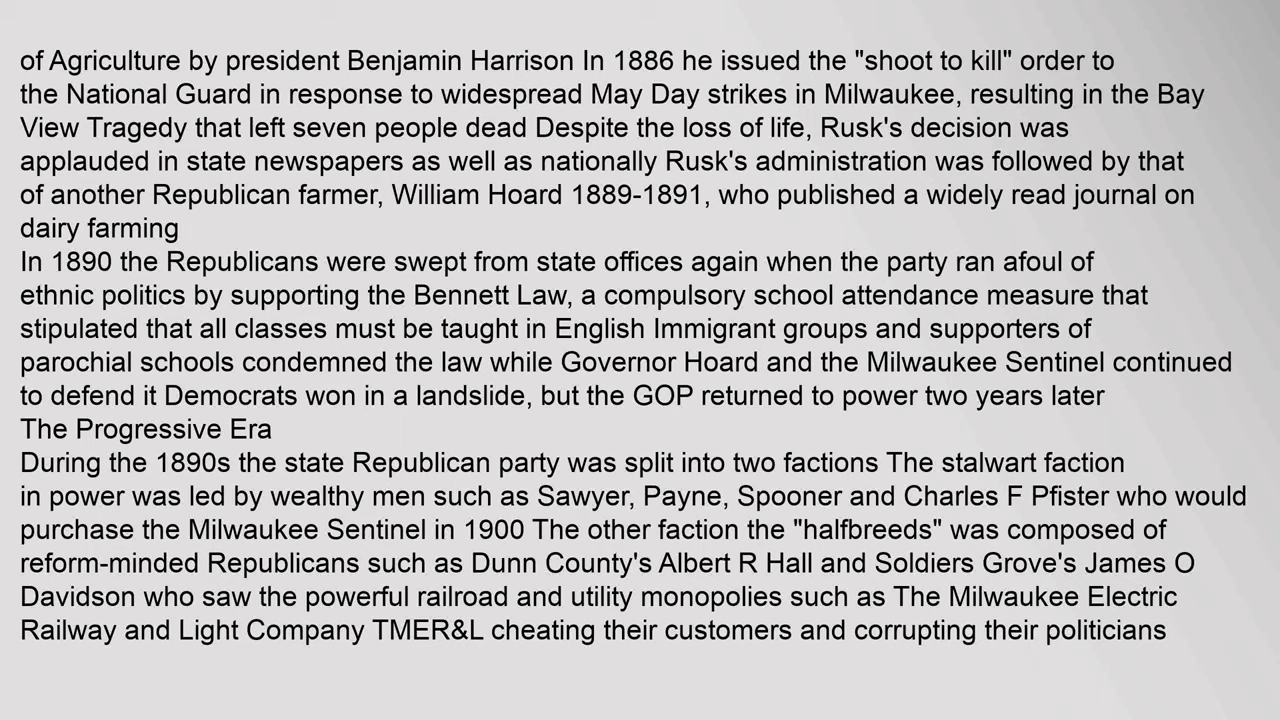 of Agriculture by president Benjamin Harrison In 1886 he issued the "shoot to kill" order to
the National Guard in response to widespread May Day strikes in Milwaukee, resulting in the Bay
View Tragedy that left seven people dead Despite the loss of life, Rusk's decision was
applauded in state newspapers as well as nationally Rusk's administration was followed by that
of another Republican farmer, William Hoard 1889-1891, who published a widely read journal on
dairy farming
In 1890 the Republicans were swept from state offices again when the party ran afoul of
ethnic politics by supporting the Bennett Law, a compulsory school attendance measure that
stipulated that all classes must be taught in English Immigrant groups and supporters of
parochial schools condemned the law while Governor Hoard and the Milwaukee Sentinel continued
to defend it Democrats won in a landslide, but the GOP returned to power two years later
The Progressive Era
During the 1890s the state Republican party was split into two factions The stalwart faction
in power was led by wealthy men such as Sawyer, Payne, Spooner and Charles F Pfister who would
purchase the Milwaukee Sentinel in 1900 The other faction the "halfbreeds" was composed of
reform-minded Republicans such as Dunn County's Albert R Hall and Soldiers Grove's James O
Davidson who saw the powerful railroad and utility monopolies such as The Milwaukee Electric
Railway and Light Company TMER&L cheating their customers and corrupting their politicians